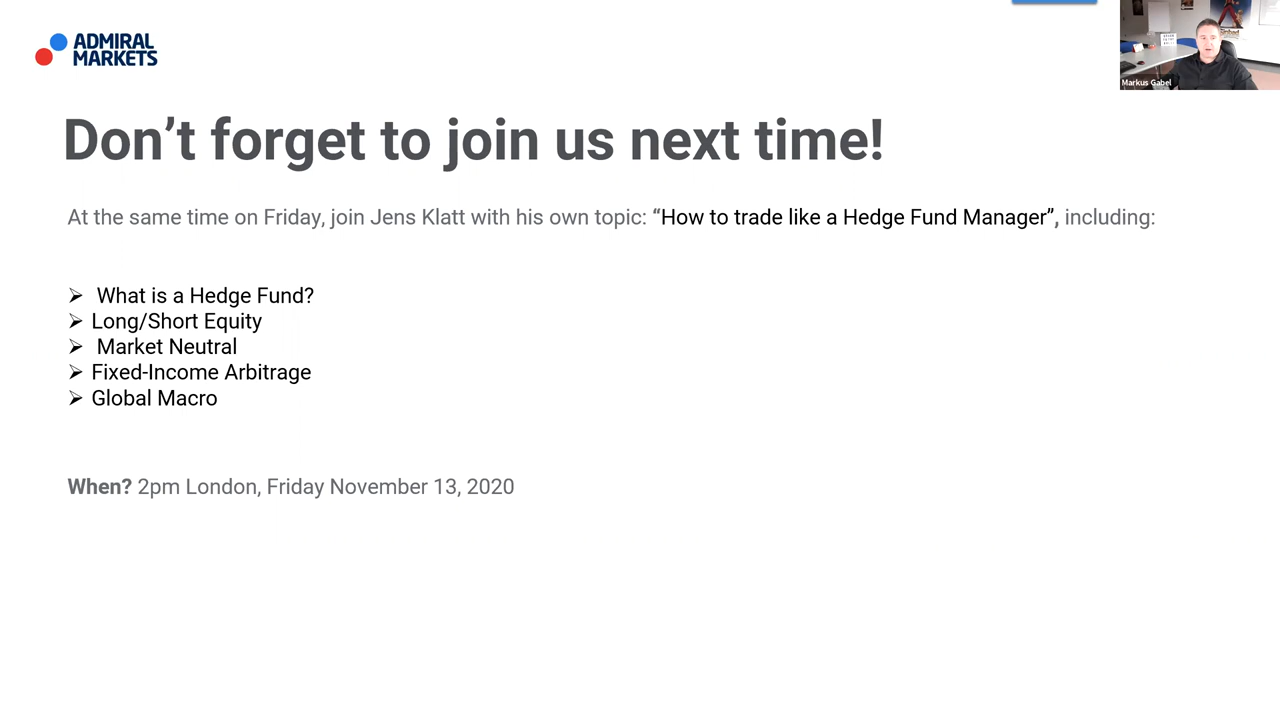 ADMIRAL
MARKETS
Markus Gabel
Don’t forget to join us next time!
At the same time on Friday, join Jens Klatt with his own topic: “How to trade like a Hedge Fund Manager”, including:
➢ What is a Hedge Fund?
➢ Long/Short Equity
➢ Market Neutral
➢ Fixed-Income Arbitrage
➢ Global Macro
When? 2pm London, Friday November 13, 2020